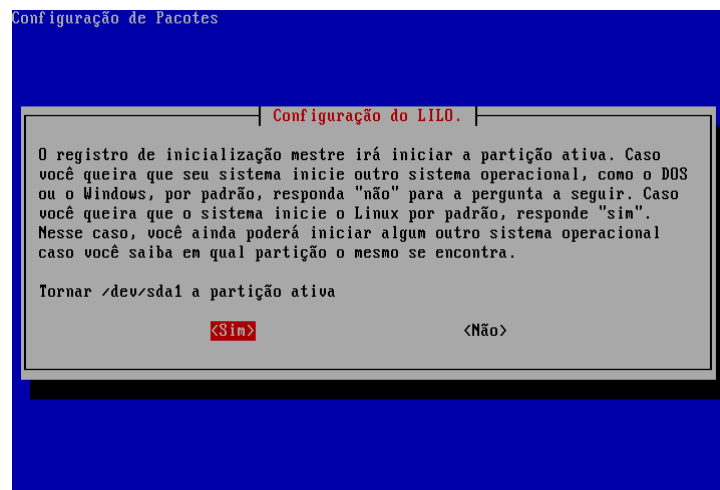 Configuração de Pacotes
Configuração do LILO.
O registro de inicialização mestre irá iniciar a partição ativa. Caso
você queira que seu sistema inicie outro sistema operacional, como o DOS
ou o Windows, por padrão, responda "não" para a pergunta a seguir. Caso
você queira que o sistema inicie o Linux por padrão, responde "sim".
Nesse caso, você ainda poderá iniciar algum outro sistema operacional
caso você saiba em qual partição o mesmo se encontra.
Tornar /dev/sda1 a partição ativa
<Sim> <Não>